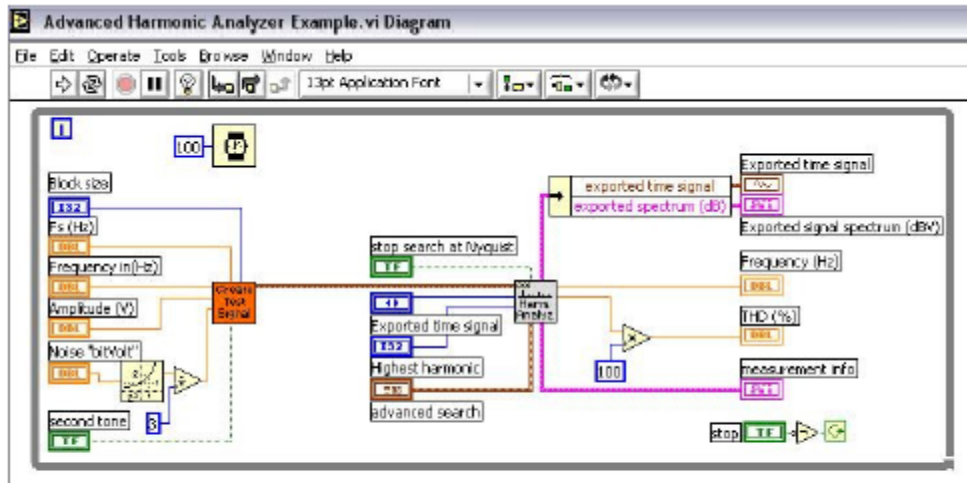 Advanced Harmonic Analyzer Example.vi Diagram
File Edit Operate Tools Browse Window Help
13pt Application Font
i
100
Block size
I32
Fs (Hz)
DBL
Frequency in(Hz)
DBL
Amplitude (V)
DBL
Noise "bitVolt"
DBL
3
second tone
TF
Create
Test
Signal
stop search at Nyquist
TF
Exported time signal
I32
Highest harmonic
advanced search
Harm.
Analyz
exported time signal
exported spectrum (dB)
Exported time signal
Exported signal spectrum (dBV)
Frequency (Hz)
DBL
THD (%)
DBL
100
measurement info
stop
TF